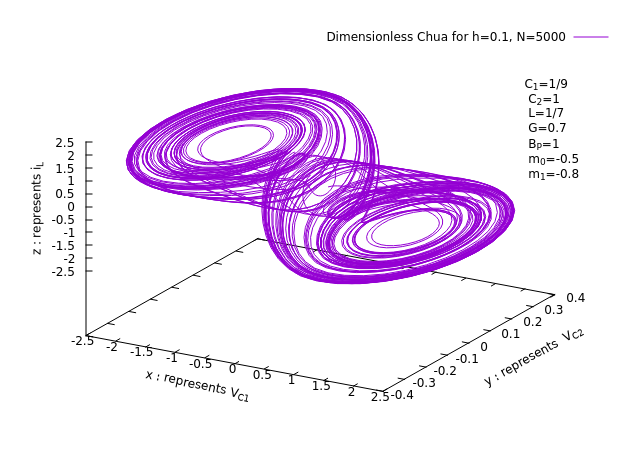 Dimensionless Chua for h=0.1, N=5000
C1=1/9
C2=1
L=1/7
G=0.7
BP=1
m0=-0.5
m1=-0.8
2.5
2
1.5
1
0.5
0
-0.5
-1
-1.5
-2
-2.5
z : represents iL
-2.5
-2
-1.5
-1
-0.5
0
0.5
1
1.5
2
2.5
x : represents VC1
-0.4
-0.3
-0.2
-0.1
0
0.1
0.2
0.3
0.4
y : represents VC2